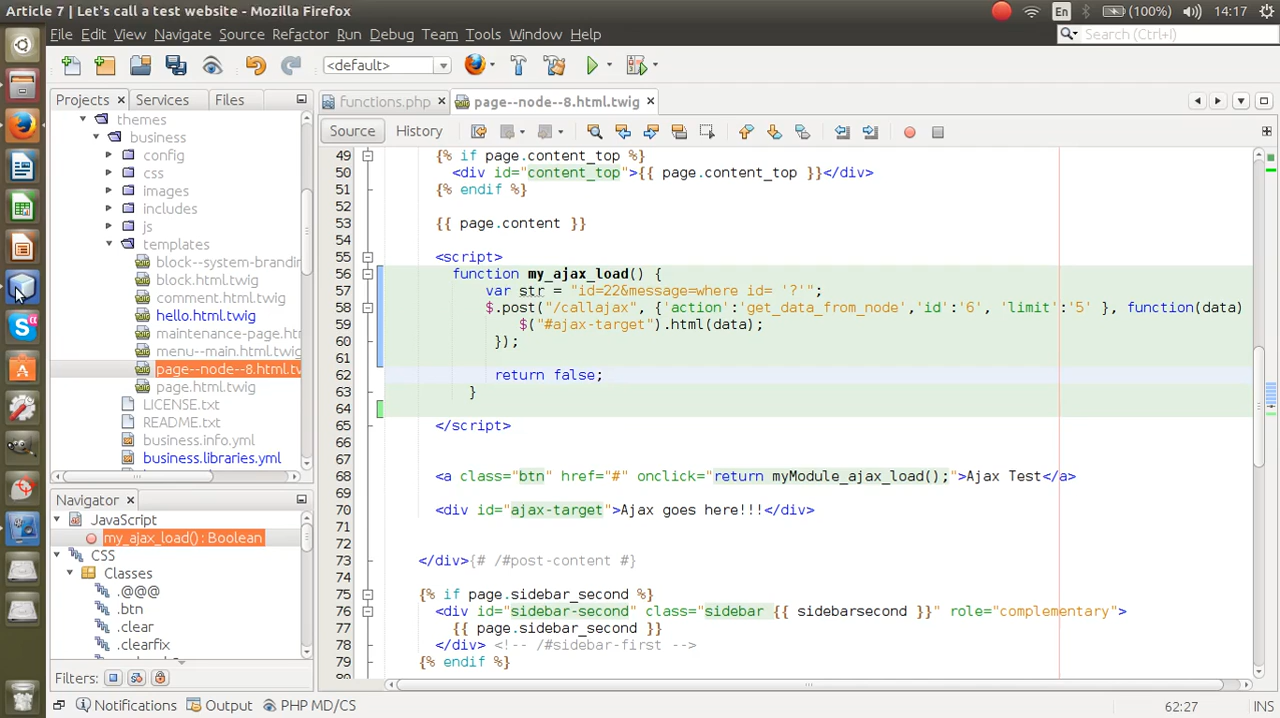 Article 7 | Let's call a test website - Mozilla Firefox
En (100%) 14:17
File Edit View Navigate Source Refactor Run Debug Team Tools Window Help
Search (Ctrl+I)
<default>
Projects Services Files
functions.php page--node--8.html.twig
Source History
themes
business
config
css
images
includes
js
templates
block--system-brandin
block.html.twig
comment.html.twig
hello.html.twig
maintenance-page.ht
menu--main.html.twig
page--node--8.html.tw
page.html.twig
LICENSE.txt
README.txt
business.info.yml
business.libraries.yml
49 {% if page.content_top %}
50 <div id="content_top">{{ page.content_top }}</div>
51 {% endif %}
52
53 {{ page.content }}
54
55 <script>
56 function my_ajax_load() {
57 var str = "id=22&message=where id= '?'";
58 $.post("/callajax", {'action':'get_data_from_node','id':'6', 'limit':'5' }, function(data)
59 $("#ajax-target").html(data);
60 });
61
62 return false;
63 }
64
65 </script>
66
67
68 <a class="btn" href="#" onclick="return myModule_ajax_load();">Ajax Test</a>
69
70 <div id="ajax-target">Ajax goes here!!!</div>
71
72
73 </div>{# /#post-content #}
74
75 {% if page.sidebar_second %}
76 <div id="sidebar-second" class="sidebar {{ sidebarsecond }}" role="complementary">
77 {{ page.sidebar_second }}
78 </div> <!-- /#sidebar-first -->
79 {% endif %}
Navigator
JavaScript
my_ajax_load() : Boolean
CSS
Classes
.@@@
.btn
.clear
.clearfix
Filters:
Notifications Output PHP MD/CS
62:27 INS